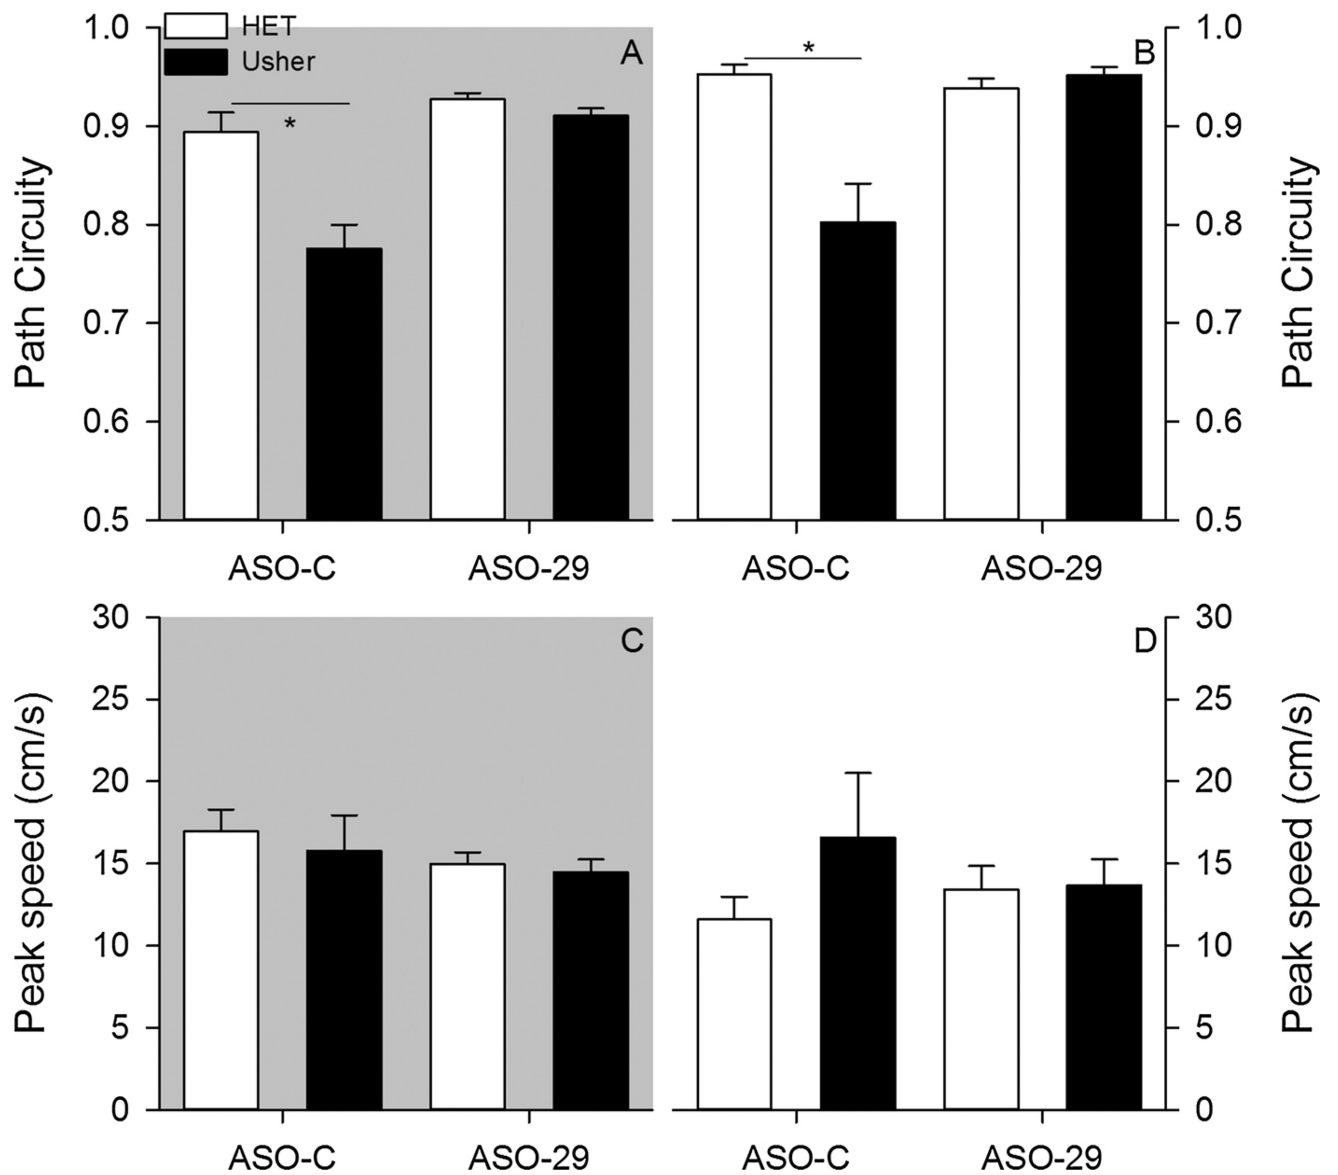 HET
Usher
A
B
*
*
1.0
0.9
0.8
0.7
0.6
0.5
Path Circuity
ASO-C
ASO-29
1.0
0.9
0.8
0.7
0.6
0.5
Path Circuity
ASO-C
ASO-29
C
D
30
25
20
15
10
5
0
Peak speed (cm/s)
ASO-C
ASO-29
30
25
20
15
10
5
0
Peak speed (cm/s)
ASO-C
ASO-29